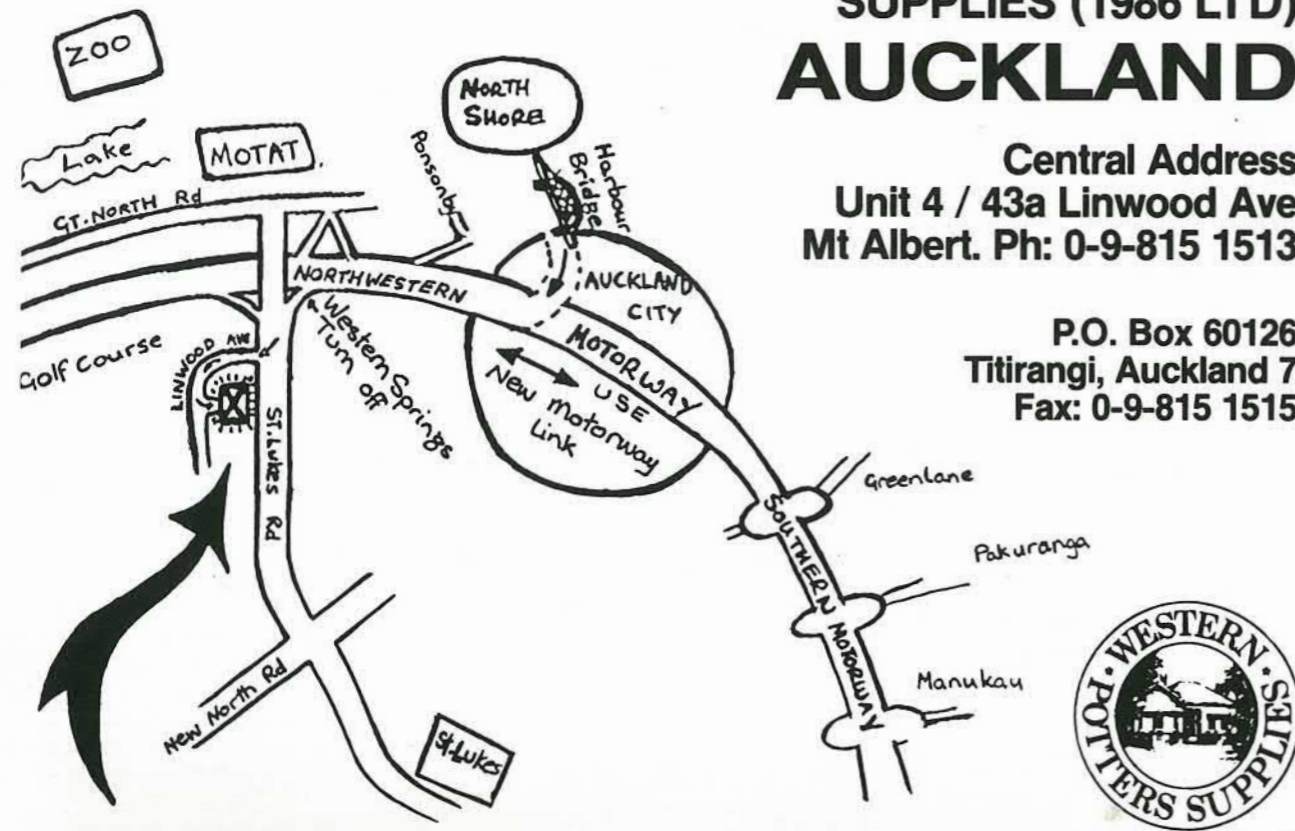 SUPPLIES (1986 LTD)
AUCKLAND
Central Address
Unit 4 / 43a Linwood Ave
Mt Albert. Ph: 0-9-815 1513
P.O. Box 60126
Titirangi, Auckland 7
Fax: 0-9-815 1515
ZOO
Lake
MOTAT
GT. NORTH Rd
Ponsonby
NORTH
SHORE
Harbour
Bridge
NORTHWESTERN
MOTORWAY
AUCKLAND
CITY
USE
New Motorway
Link
Western Springs
Turn off
Golf Course
LINWOOD AVE
ST. Lukes Rd
New North Rd
St. Lukes
SOUTHERN MOTORWAY
Greenlane
Pakuranga
Manukau
WESTERN
POTTERS SUPPLIES